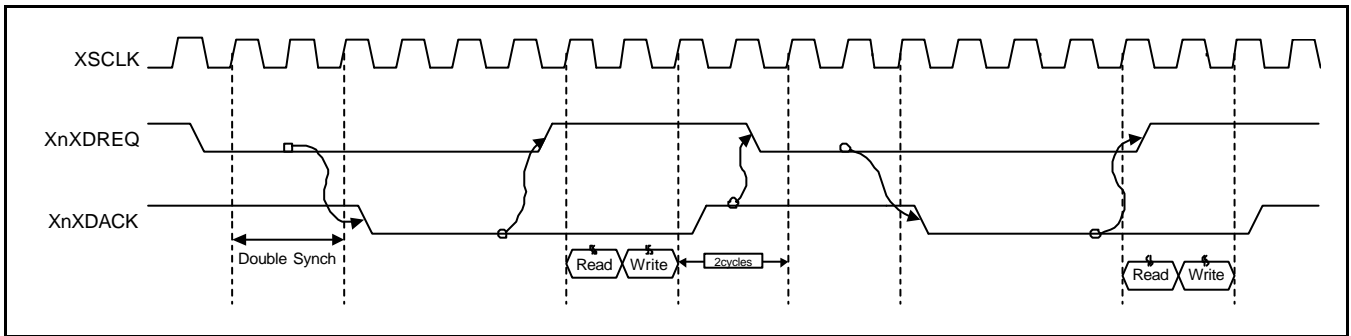 XSCLK
XnXDREQ
XnXDACK
Double Synch
Read Write
2cycles
Read Write